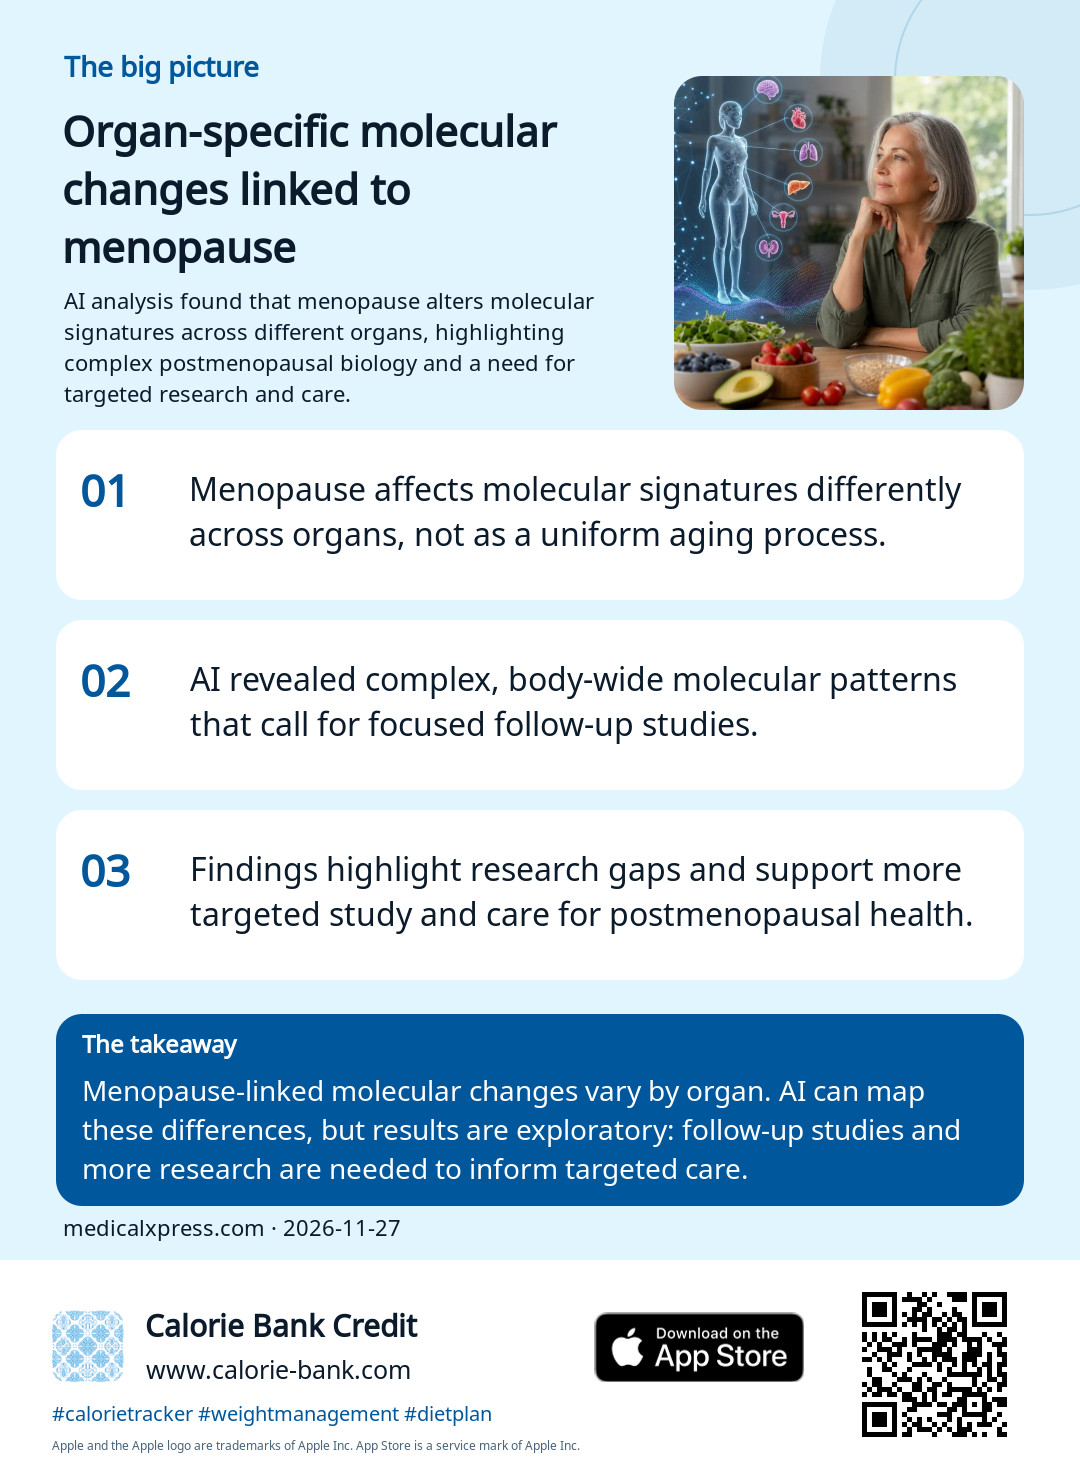 The big picture
Organ-specific molecular
changes linked to
menopause
AI analysis found that menopause alters molecular
signatures across different organs, highlighting
complex postmenopausal biology and a need for
targeted research and care.
01
Menopause affects molecular signatures differently
across organs, not as a uniform aging process.
02
AI revealed complex, body-wide molecular patterns
that call for focused follow-up studies.
03
Findings highlight research gaps and support more
targeted study and care for postmenopausal health.
The takeaway
Menopause-linked molecular changes vary by organ. AI can map
these differences, but results are exploratory: follow-up studies and
more research are needed to inform targeted care.
medicalxpress.com · 2026-11-27
Calorie Bank Credit
www.calorie-bank.com
Download on the
App Store
#calorietracker #weightmanagement #dietplan
Apple and the Apple logo are trademarks of Apple Inc. App Store is a service mark of Apple Inc.